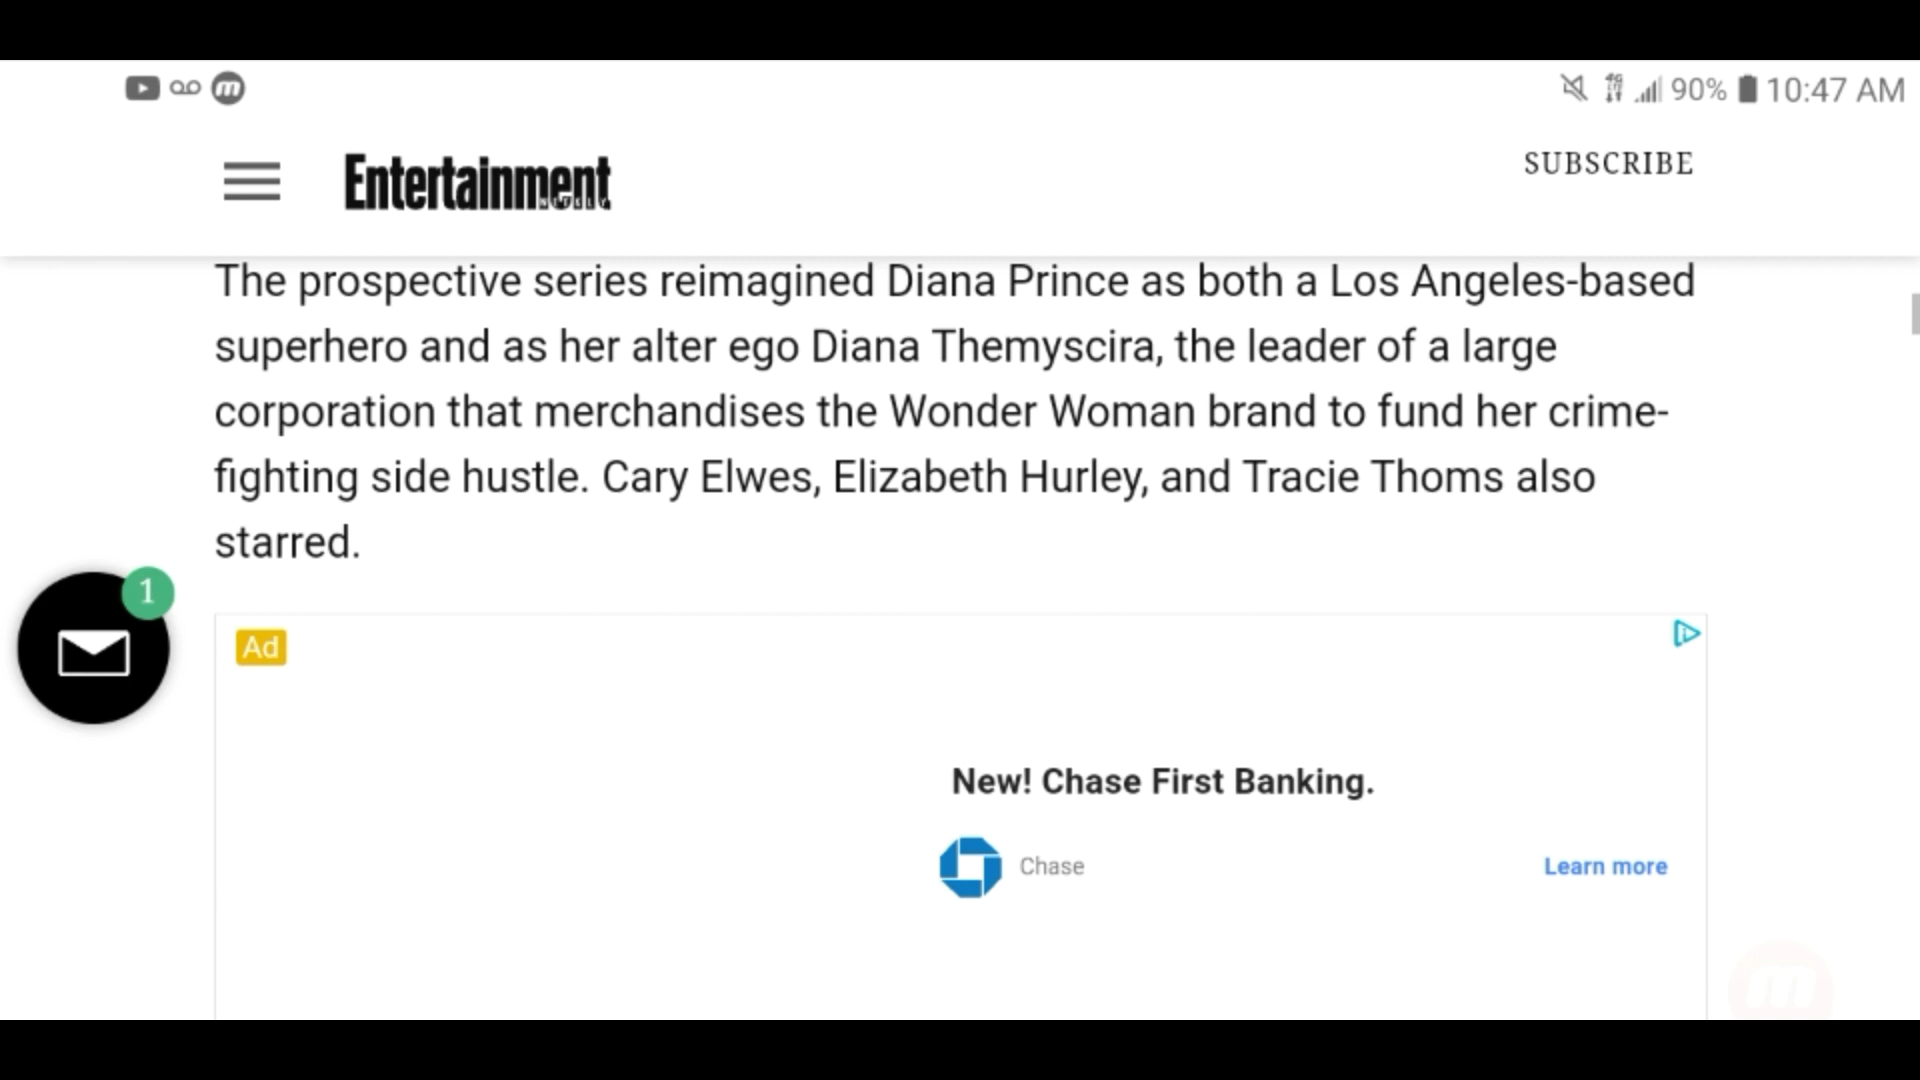 90% 10:47 AM
Entertainment
WEEKLY
SUBSCRIBE
The prospective series reimagined Diana Prince as both a Los Angeles-based
superhero and as her alter ego Diana Themyscira, the leader of a large
corporation that merchandises the Wonder Woman brand to fund her crime-
fighting side hustle. Cary Elwes, Elizabeth Hurley, and Tracie Thoms also
starred.
1
Ad
New! Chase First Banking.
Chase
Learn more
m